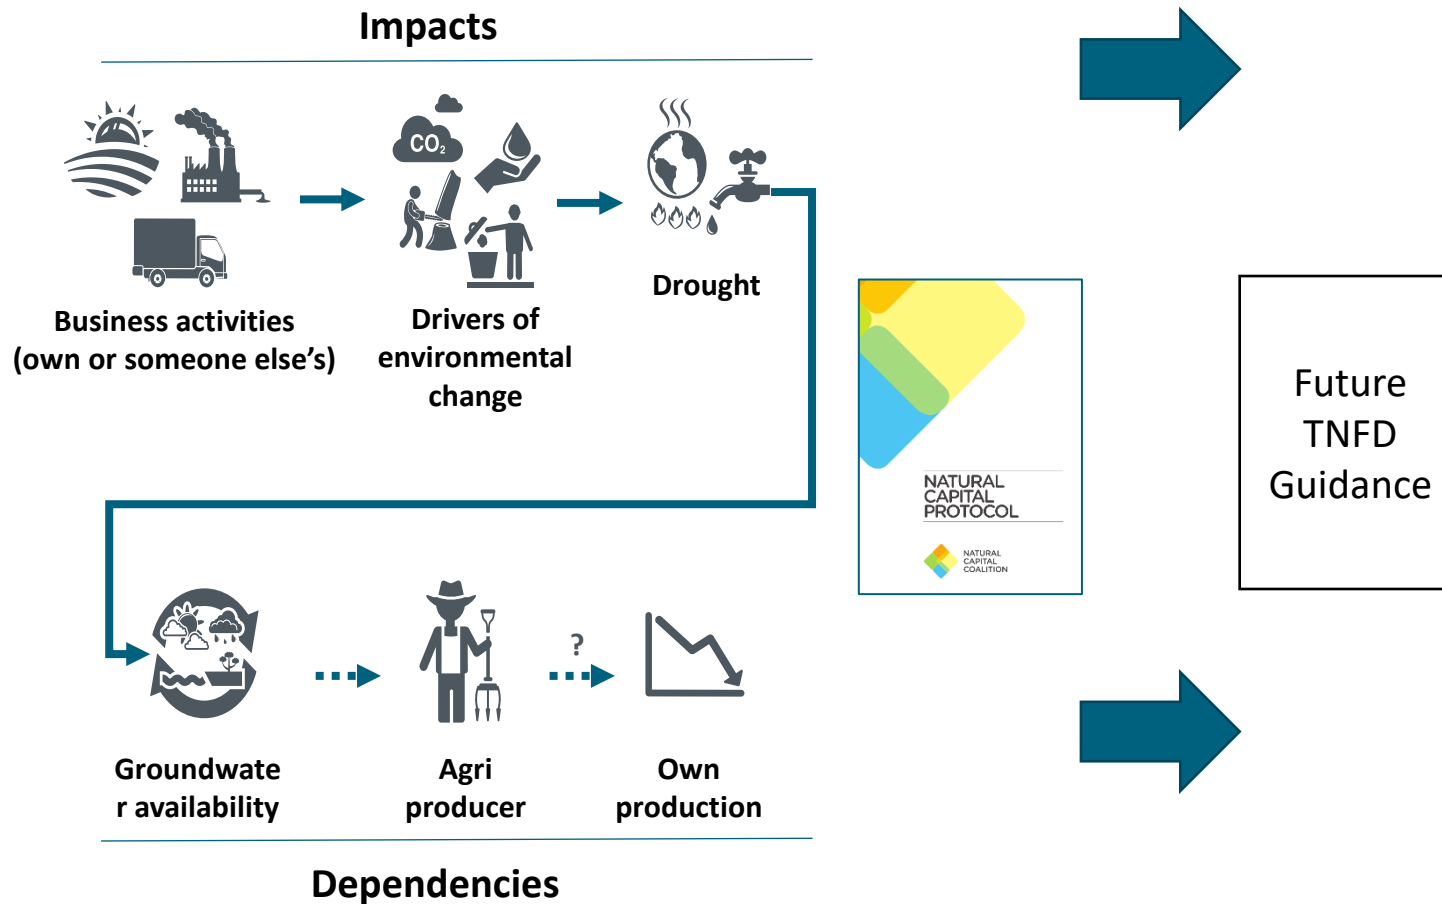 Impacts
CO₂
Business activities
(own or someone else’s)
Drivers of
environmental
change
Drought
NATURAL
CAPITAL
PROTOCOL
NATURAL
CAPITAL
COALITION
Future
TNFD
Guidance
?
Groundwate
r availability
Agri
producer
Own
production
Dependencies